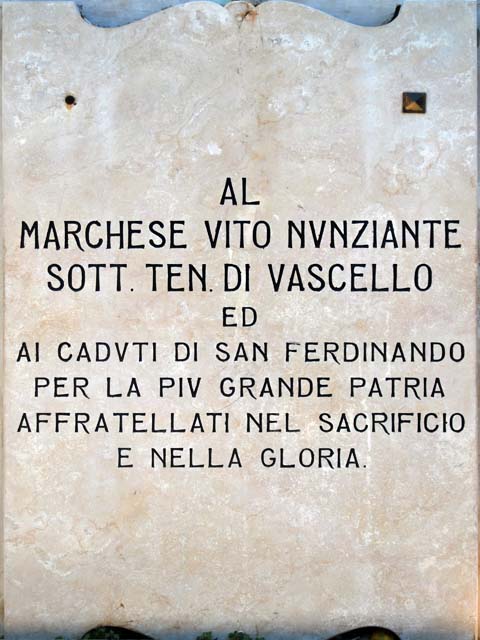 AL
MARCHESE VITO NVNZIANTE
SOTT. TEN. DI VASCELLO
ED
AI CADVTI DI SAN FERDINANDO
PER LA PIV GRANDE PATRIA
AFFRATELLATI NEL SACRIFICIO
E NELLA GLORIA.